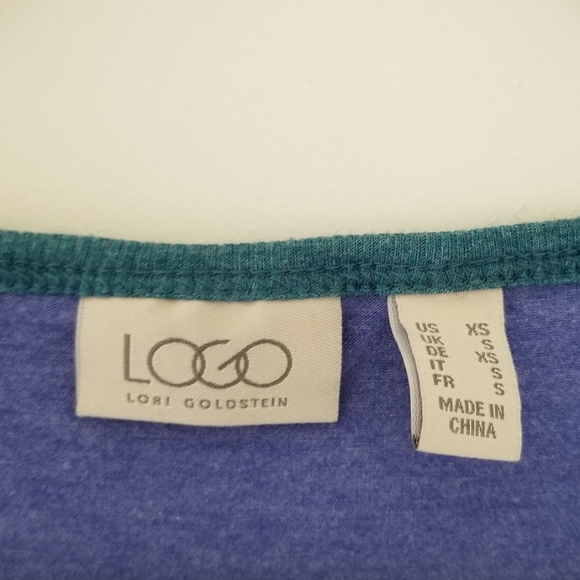 LOGO
LORI GOLDSTEIN
US XS
UK S
DE XS
IT S
FR S
MADE IN
CHINA